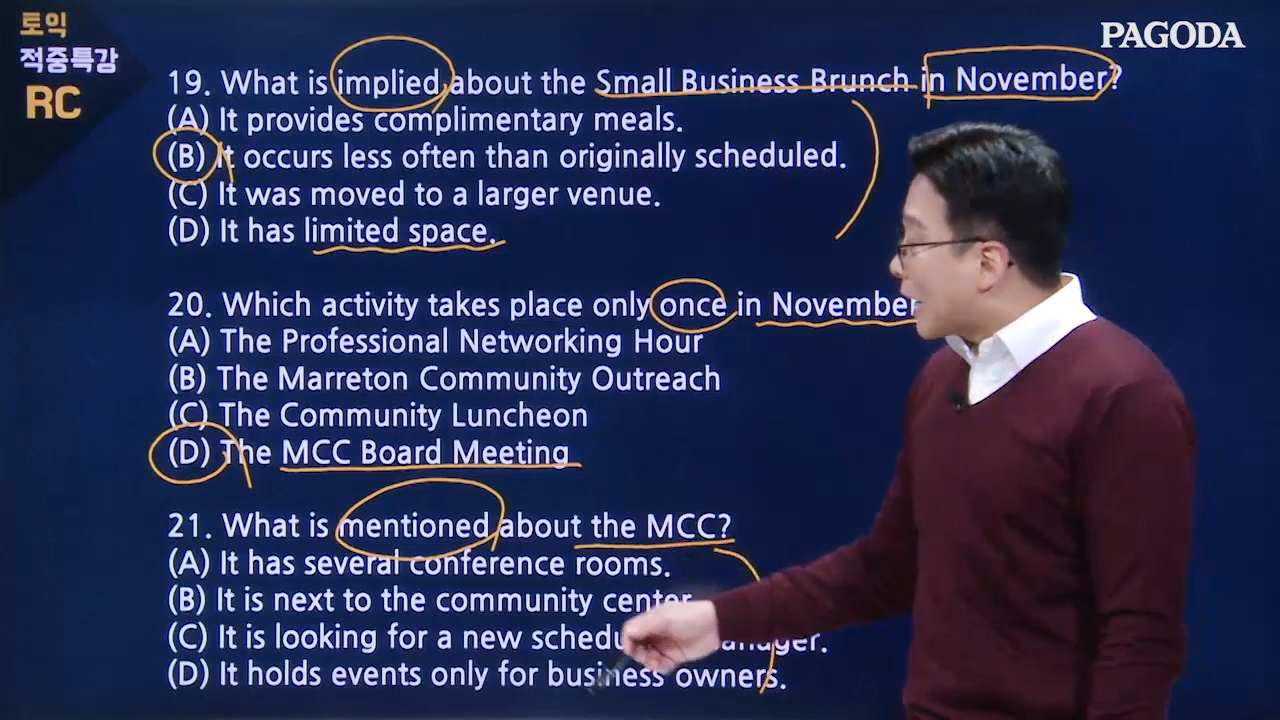 토익
적중특강
RC
PAGODA
19. What is implied about the Small Business Brunch in November?
(A) It provides complimentary meals.
(B) It occurs less often than originally scheduled.
(C) It was moved to a larger venue.
(D) It has limited space.
20. Which activity takes place only once in November
(A) The Professional Networking Hour
(B) The Marreton Community Outreach
(C) The Community Luncheon
(D) The MCC Board Meeting
21. What is mentioned about the MCC?
(A) It has several conference rooms.
(B) It is next to the community center
(C) It is looking for a new
(D) It holds events only for business owners.